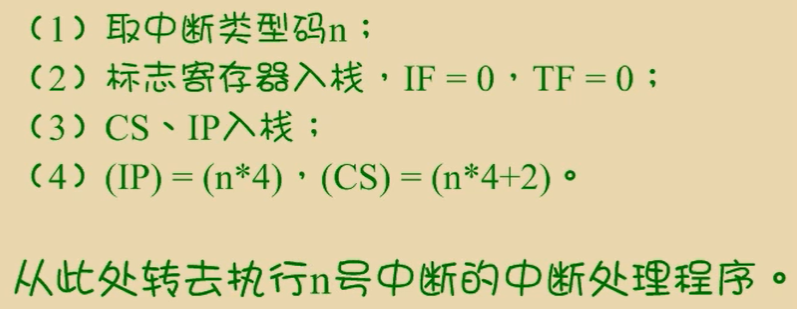 （1）取中断类型码n；
（2）标志寄存器入栈，IF = 0，TF = 0；
（3）CS、IP入栈；
（4）(IP) = (n*4)，(CS) = (n*4+2)。
从此处转去执行n号中断的中断处理程序。